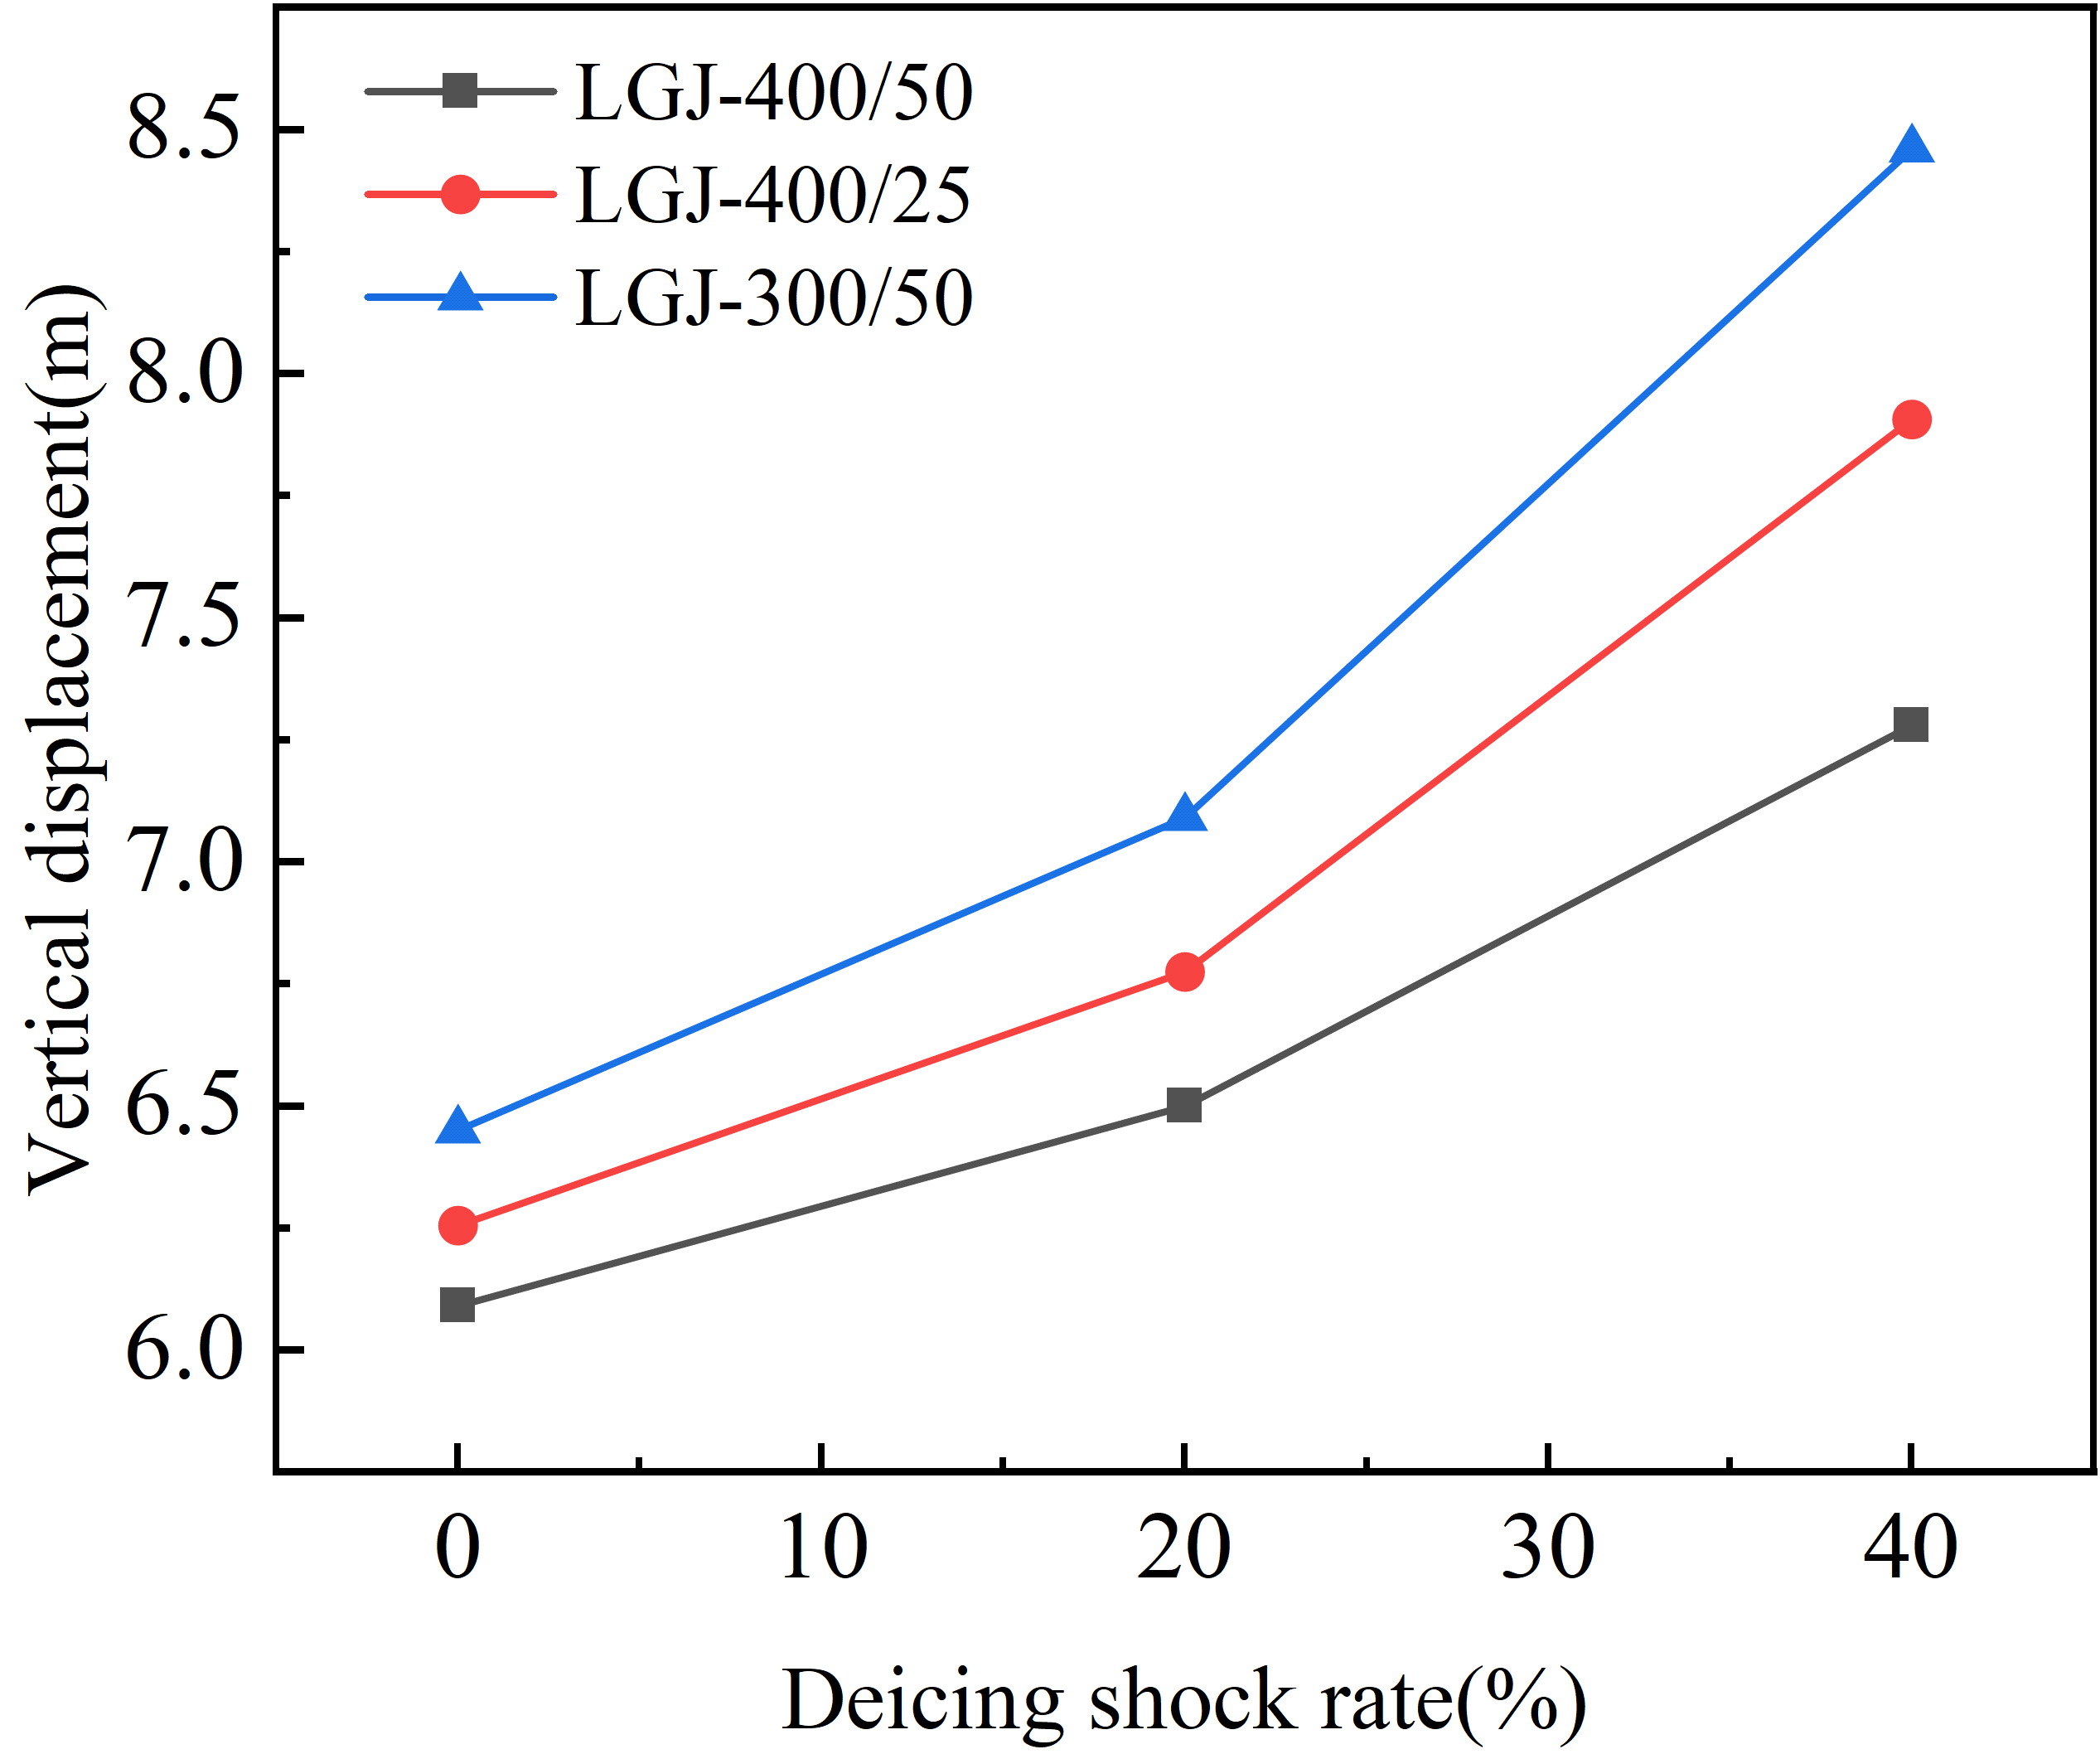 LGJ-400/50
LGJ-400/25
LGJ-300/50
Vertical displacement(m)
8.5
8.0
7.5
7.0
6.5
6.0
0 10 20 30 40
Deicing shock rate(%)